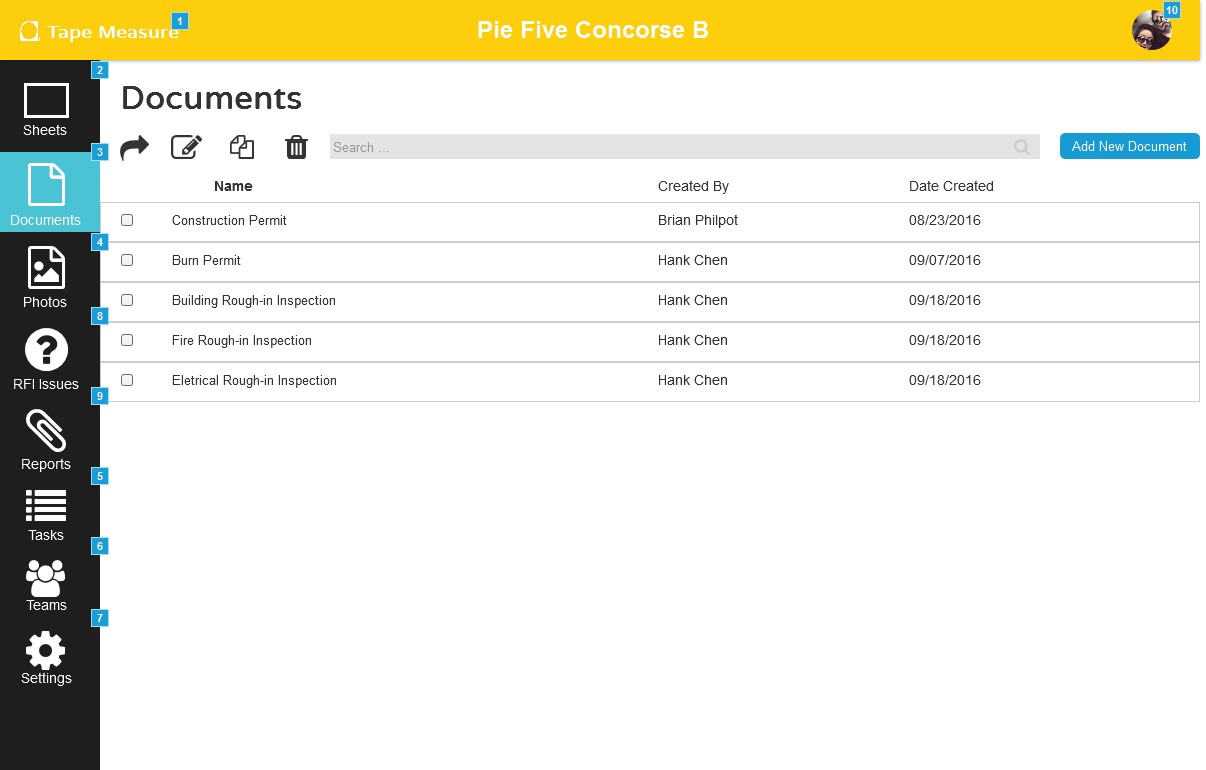 1
Tape Measure
Pie Five Concorse B
10
2
Sheets
3
Documents
4
Photos
8
RFI Issues
9
Reports
5
Tasks
6
Teams
7
Settings
Documents
Search ...
Add New Document
Name Created By Date Created
Construction Permit Brian Philpot 08/23/2016
Burn Permit Hank Chen 09/07/2016
Building Rough-in Inspection Hank Chen 09/18/2016
Fire Rough-in Inspection Hank Chen 09/18/2016
Eletrical Rough-in Inspection Hank Chen 09/18/2016